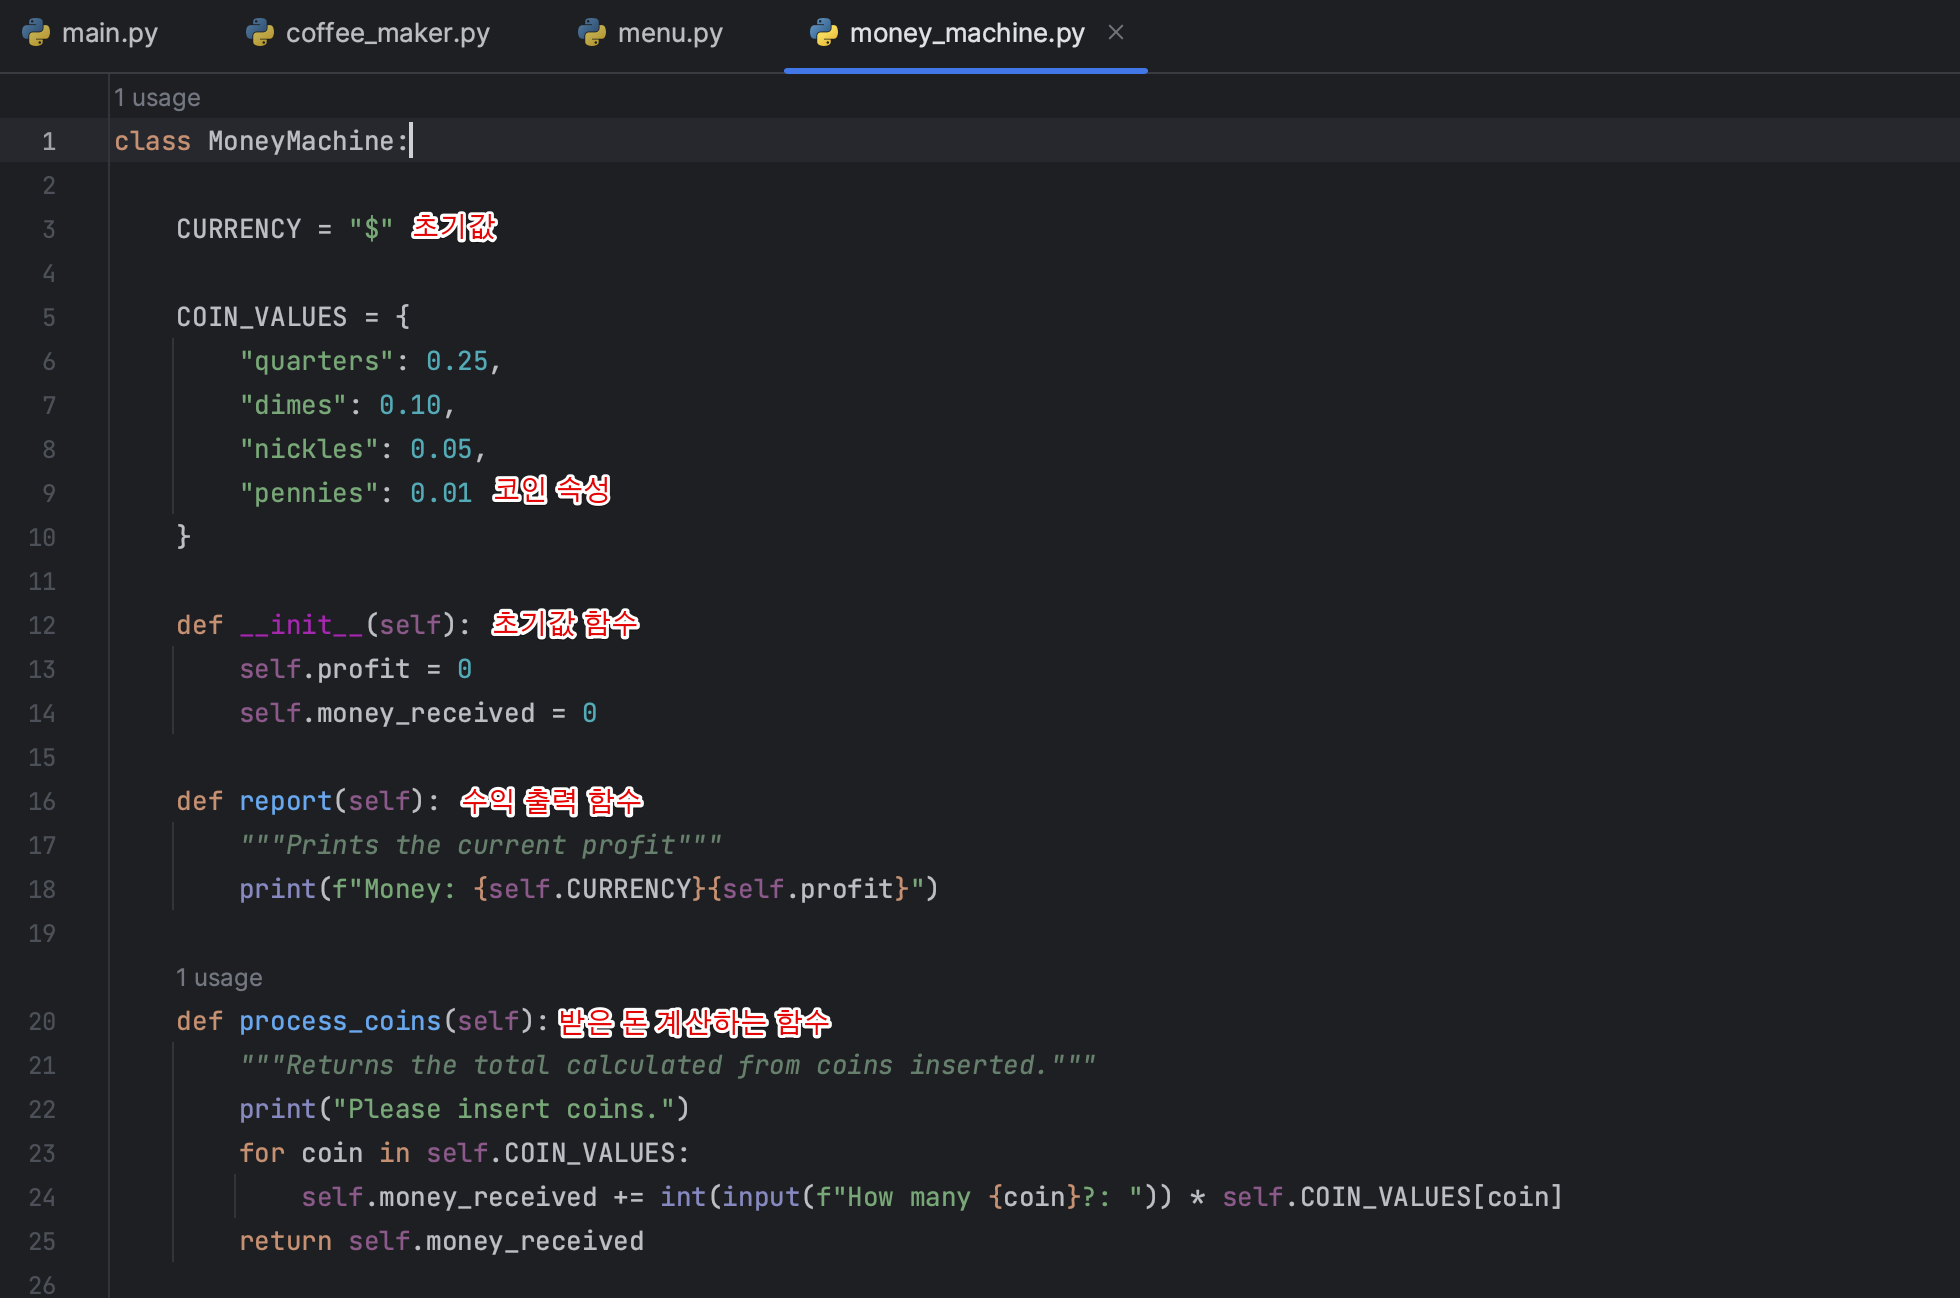 main.py coffee_maker.py menu.py money_machine.py
1 usage
1 class MoneyMachine:
2
3 CURRENCY = "$" 초기값
4
5 COIN_VALUES = {
6 "quarters": 0.25,
7 "dimes": 0.10,
8 "nickles": 0.05,
9 "pennies": 0.01 코인 속성
10 }
11
12 def __init__(self): 초기값 함수
13 self.profit = 0
14 self.money_received = 0
15
16 def report(self): 수익 출력 함수
17 """Prints the current profit"""
18 print(f"Money: {self.CURRENCY}{self.profit}")
19
1 usage
20 def process_coins(self): 받은 돈 계산하는 함수
21 """Returns the total calculated from coins inserted."""
22 print("Please insert coins.")
23 for coin in self.COIN_VALUES:
24 self.money_received += int(input(f"How many {coin}?: ")) * self.COIN_VALUES[coin]
25 return self.money_received
26